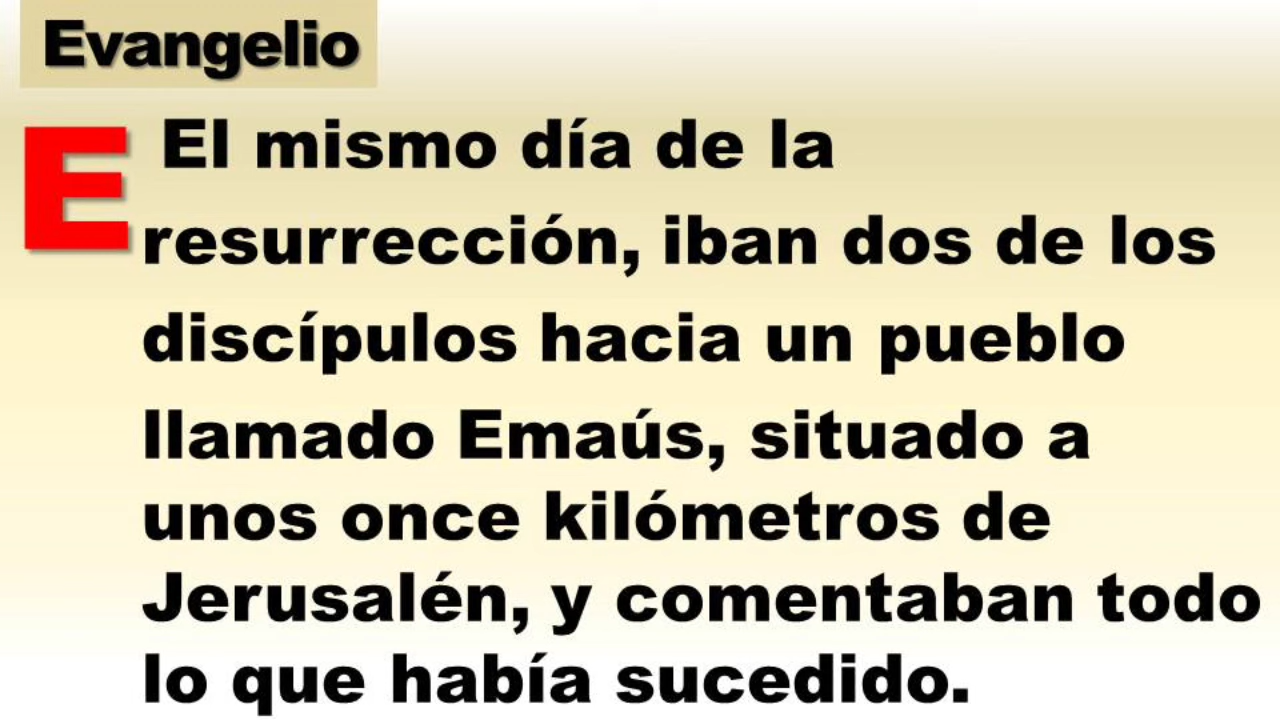 Evangelio
E
El mismo día de la
resurrección, iban dos de los
discípulos hacia un pueblo
llamado Emaús, situado a
unos once kilómetros de
Jerusalén, y comentaban todo
lo que había sucedido.